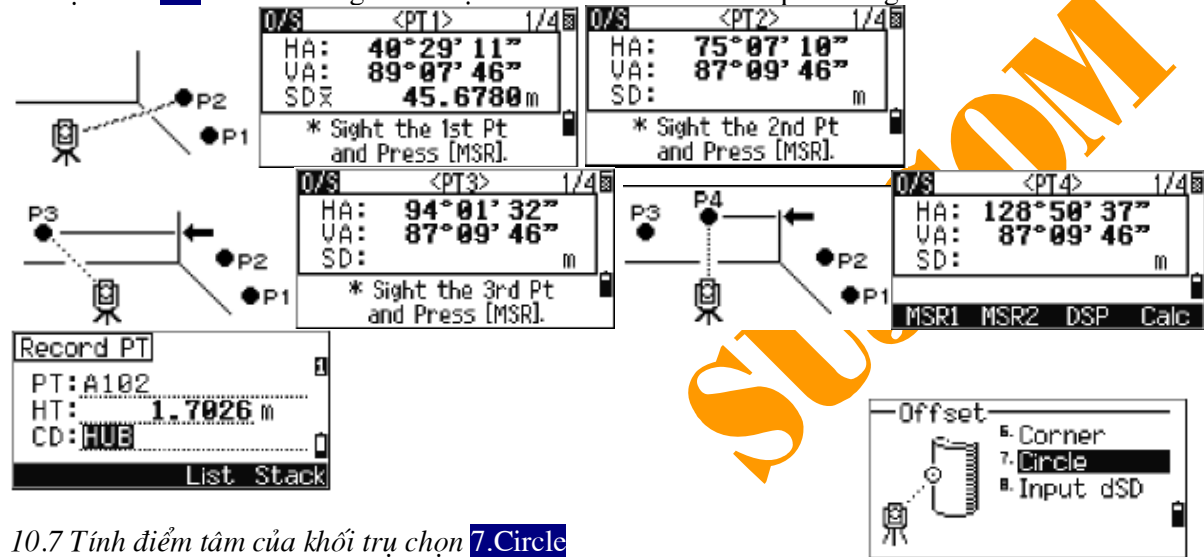 O/S <PT1> 1/4
HA: 40°29'11"
VA: 89°07'46"
SDx̅ 45.6780m
* Sight the 1st Pt
and Press [MSR].
O/S <PT2> 1/4
HA: 75°07'10"
VA: 87°09'46"
SD: m
* Sight the 2nd Pt
and Press [MSR].
P2
P1
O/S <PT3> 1/4
HA: 94°01'32"
VA: 87°09'46"
SD: m
* Sight the 3rd Pt
and Press [MSR].
P3
P2
P1
P3
P4
P2
P1
O/S <PT4> 1/4
HA: 128°50'37"
VA: 87°09'46"
SD: m
MSR1 MSR2 DSP Calc
Record PT
1
PT:A102
HT: 1.7026 m
CD:HUB
List Stack
Offset
6. Corner
7. Circle
8. Input dSD
10.7 Tính điểm tâm của khối trụ chọn 7.Circle